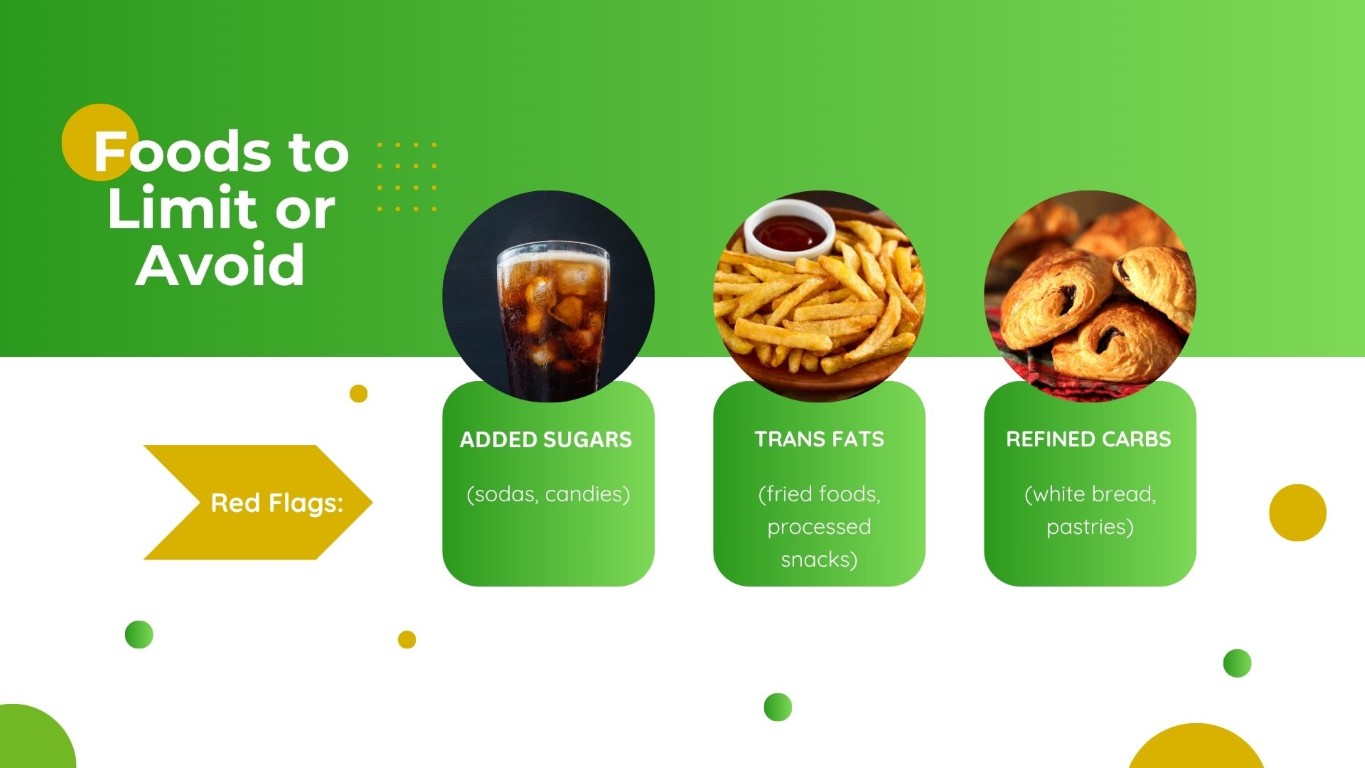 Foods to
Limit or
Avoid
Red Flags:
ADDED SUGARS
(sodas, candies)
TRANS FATS
(fried foods,
processed
snacks)
REFINED CARBS
(white bread,
pastries)